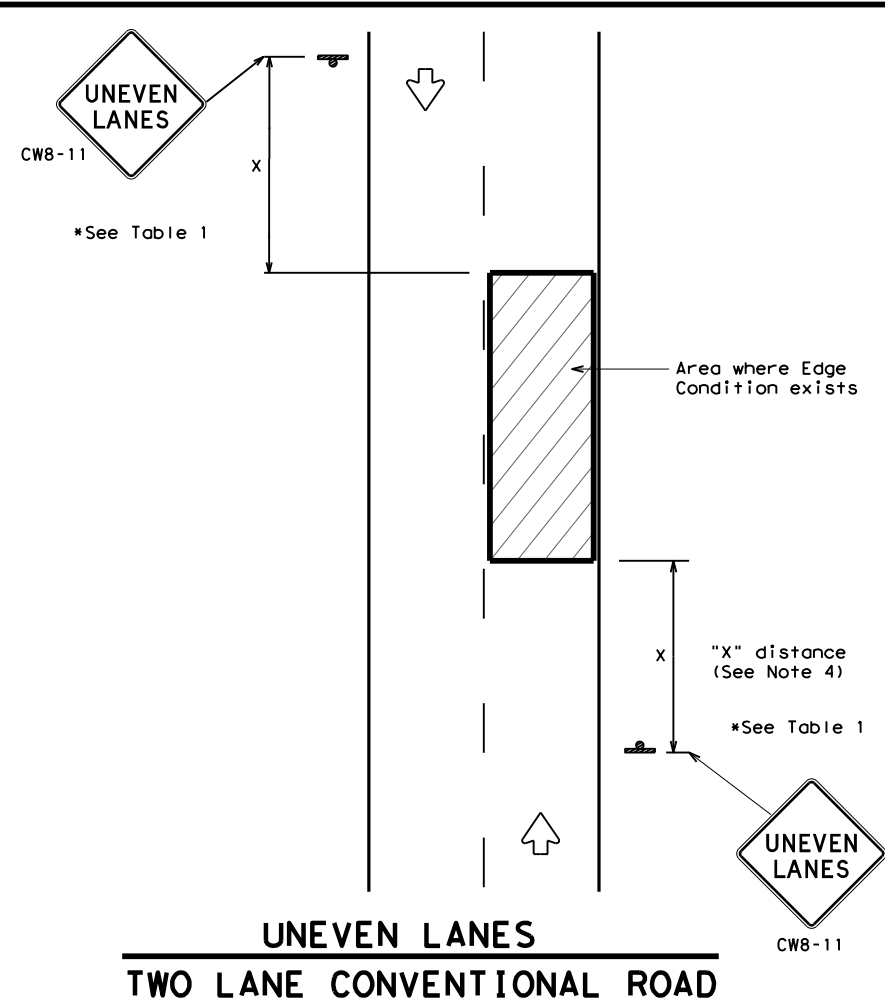 UNEVEN
LANES
CW8-11
X
*See Table 1
Area where Edge
Condition exists
X
"X" distance
(See Note 4)
*See Table 1
UNEVEN
LANES
CW8-11
UNEVEN LANES
TWO LANE CONVENTIONAL ROAD